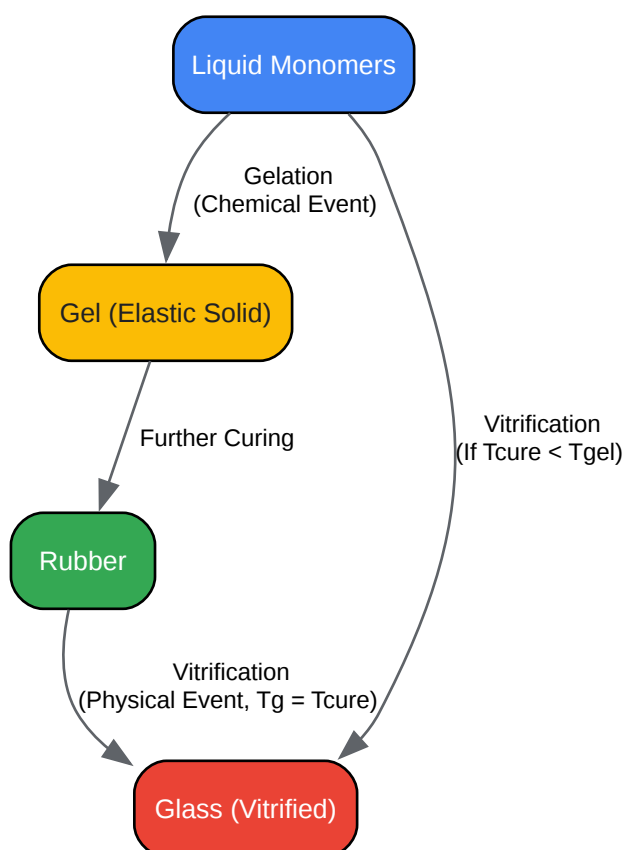 Liquid Monomers
Gelation
(Chemical Event)
Gel (Elastic Solid)
Further Curing
Vitrification
(If Tcure < Tgel)
Rubber
Vitrification
(Physical Event, Tg = Tcure)
Glass (Vitrified)